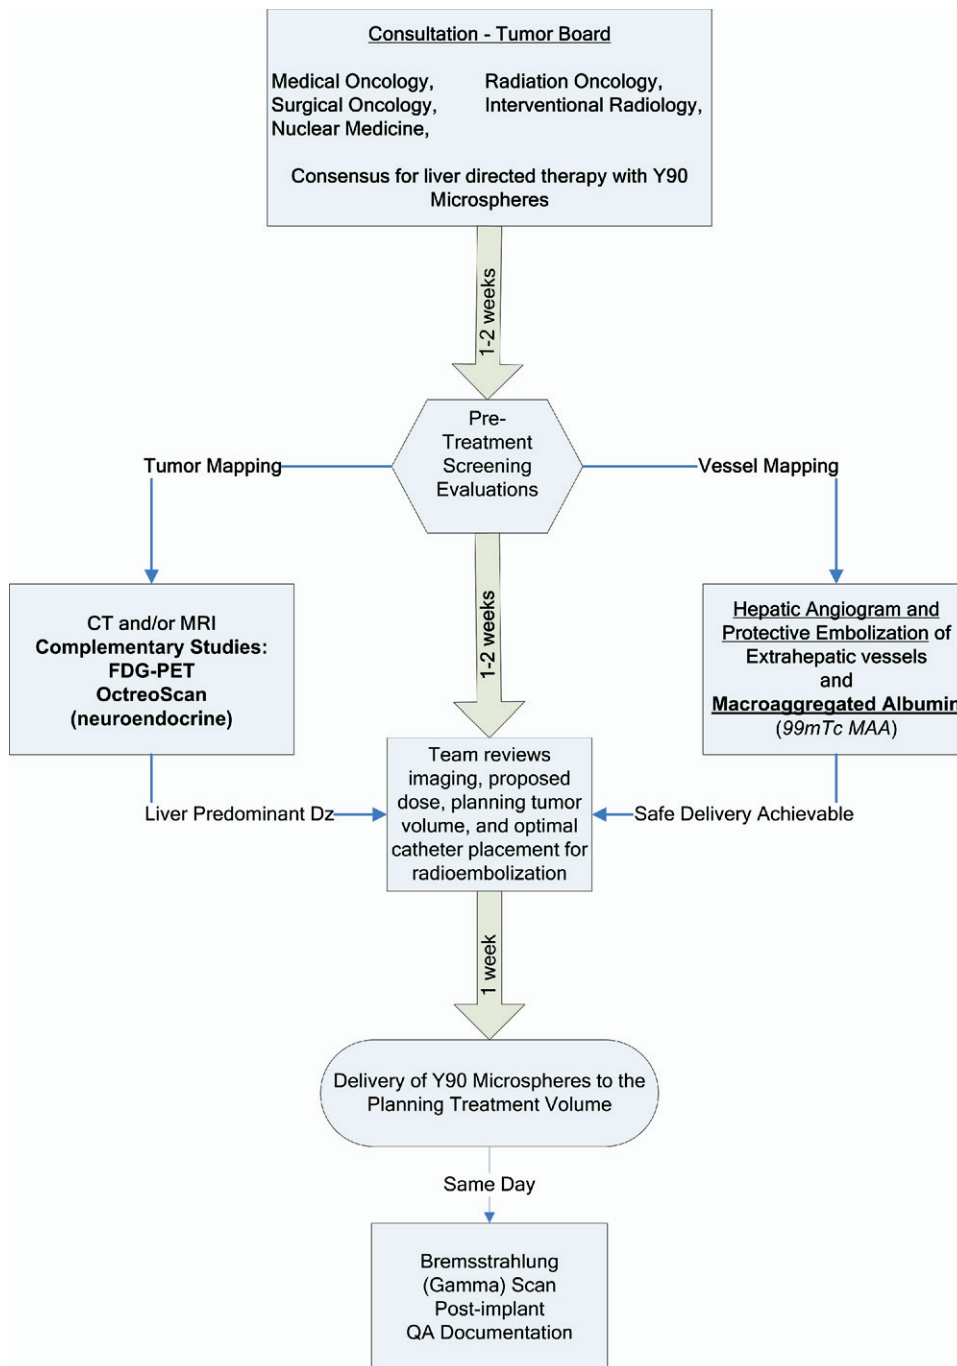 Consultation - Tumor Board
Medical Oncology, Radiation Oncology,
Surgical Oncology, Interventional Radiology,
Nuclear Medicine,
Consensus for liver directed therapy with Y90
Microspheres
1-2 weeks
Pre-
Treatment
Screening
Evaluations
Tumor Mapping
Vessel Mapping
CT and/or MRI
Complementary Studies:
FDG-PET
OctreoScan
(neuroendocrine)
1-2 weeks
Hepatic Angiogram and
Protective Embolization of
Extrahepatic vessels
and
Macroaggregated Albumin
(99mTc MAA)
Liver Predominant Dz
Team reviews
imaging, proposed
dose, planning tumor
volume, and optimal
catheter placement for
radioembolization
Safe Delivery Achievable
1 week
Delivery of Y90 Microspheres to the
Planning Treatment Volume
Same Day
Bremsstrahlung
(Gamma) Scan
Post-implant
QA Documentation